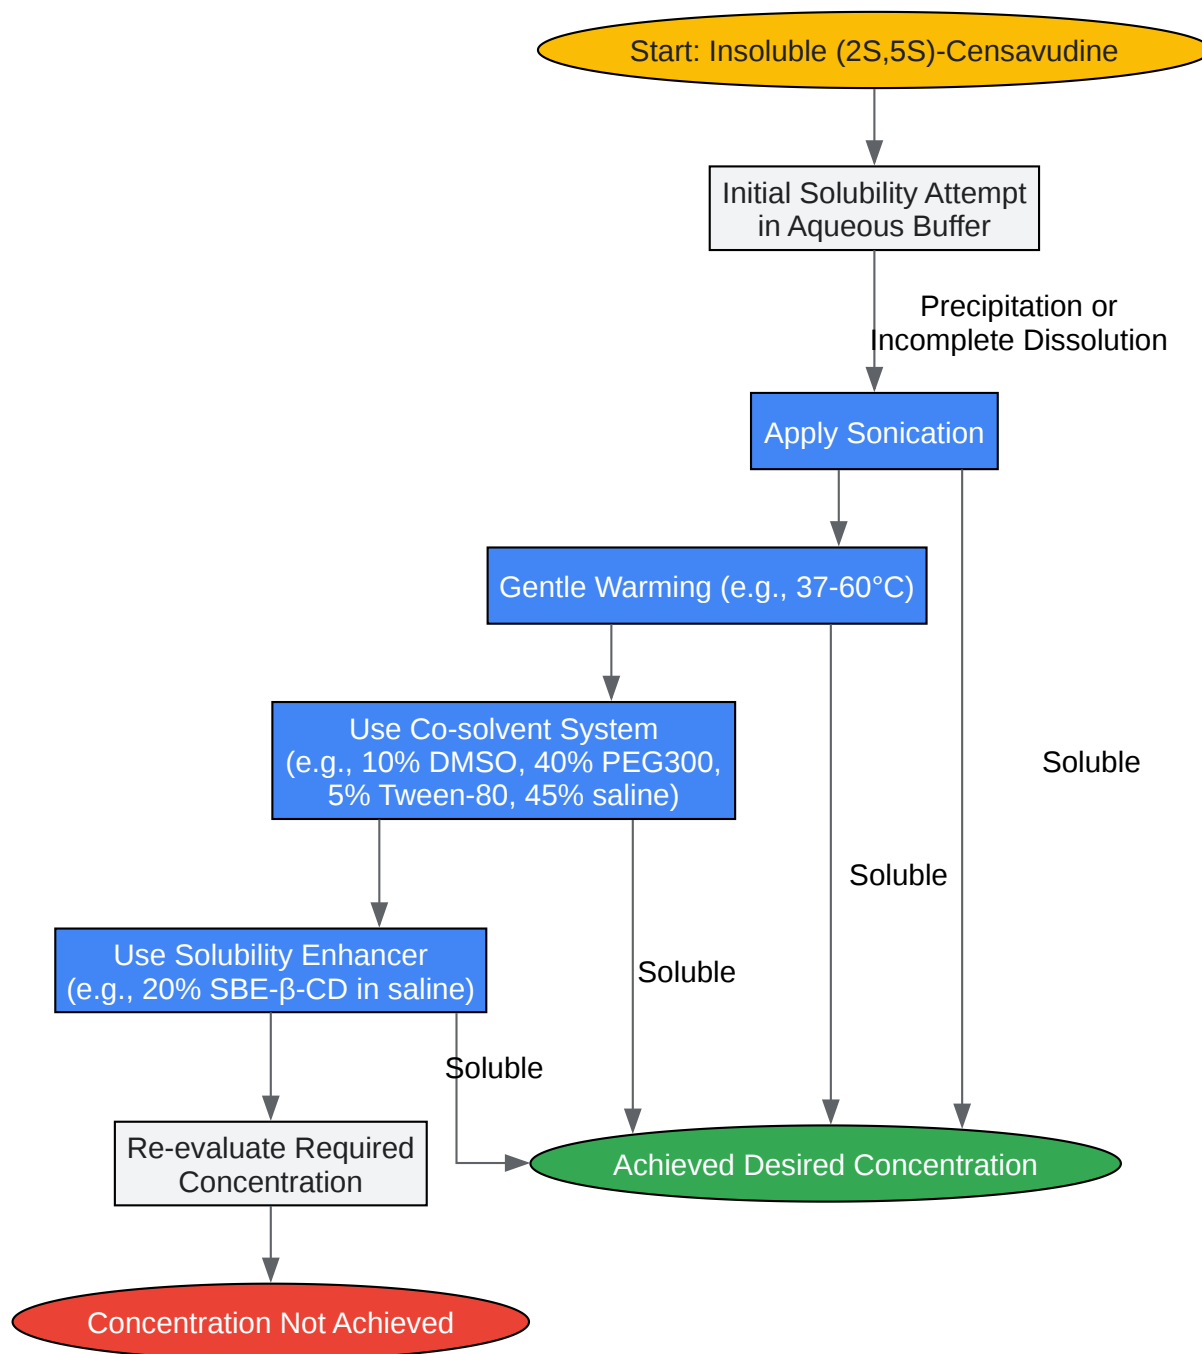 Start: Insoluble (2S,5S)-Censavudine
Initial Solubility Attempt
in Aqueous Buffer
Precipitation or
Incomplete Dissolution
Apply Sonication
Gentle Warming (e.g., 37-60°C)
Use Co-solvent System
(e.g., 10% DMSO, 40% PEG300,
5% Tween-80, 45% saline)
Soluble
Soluble
Use Solubility Enhancer
(e.g., 20% SBE-β-CD in saline)
Soluble
Soluble
Re-evaluate Required
Concentration
Achieved Desired Concentration
Concentration Not Achieved